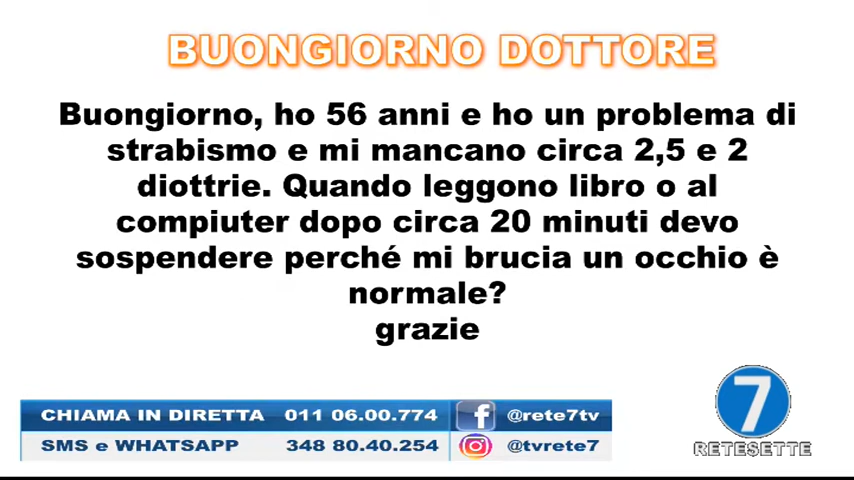 BUONGIORNO DOTTORE
Buongiorno, ho 56 anni e ho un problema di
strabismo e mi mancano circa 2,5 e 2
diottrie. Quando leggono libro o al
compiuter dopo circa 20 minuti devo
sospendere perché mi brucia un occhio è
normale?
grazie
CHIAMA IN DIRETTA 011 06.00.774 f @rete7tv
SMS e WHATSAPP 348 80.40.254 @tvrete7
7
RETESETTE